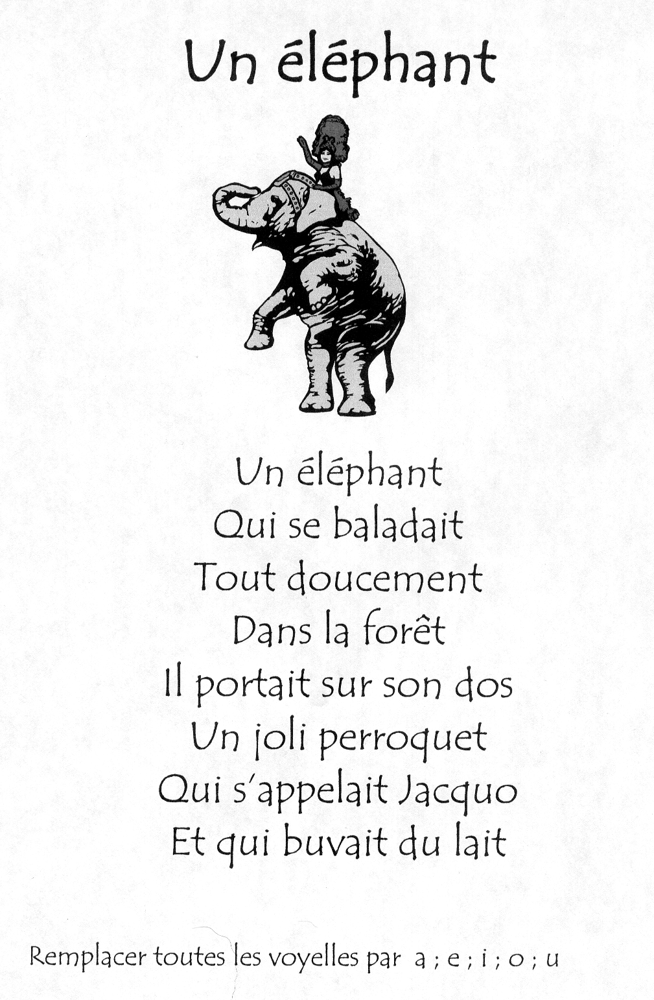 Un éléphant
Un éléphant
Qui se baladait
Tout doucement
Dans la forêt
Il portait sur son dos
Un joli perroquet
Qui s'appelait Jacquo
Et qui buvait du lait
Remplacer toutes les voyelles par a ; e ; i ; o ; u